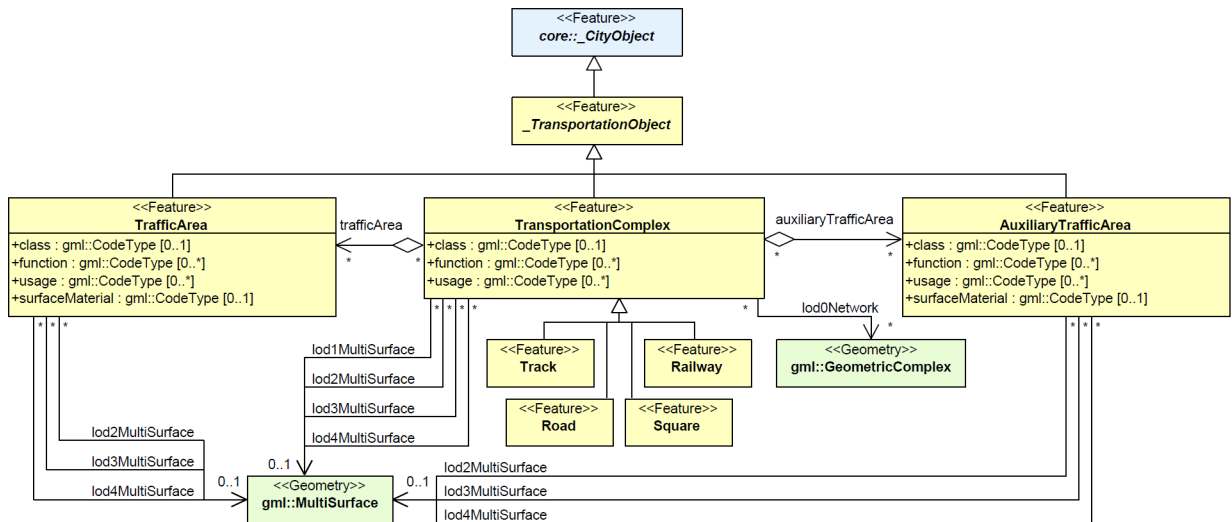 <<Feature>>
core::_CityObject
<<Feature>>
_TransportationObject
<<Feature>>
TrafficArea
+class : gml::CodeType [0..1]
+function : gml::CodeType [0..*]
+usage : gml::CodeType [0..*]
+surfaceMaterial : gml::CodeType [0..1]
trafficArea
*
*
<<Feature>>
TransportationComplex
+class : gml::CodeType [0..1]
+function : gml::CodeType [0..*]
+usage : gml::CodeType [0..*]
auxiliaryTrafficArea
*
*
<<Feature>>
AuxiliaryTrafficArea
+class : gml::CodeType [0..1]
+function : gml::CodeType [0..*]
+usage : gml::CodeType [0..*]
+surfaceMaterial : gml::CodeType [0..1]
* * *
* * * *
*
* * *
lod0Network
*
lod1MultiSurface
lod2MultiSurface
lod3MultiSurface
lod4MultiSurface
<<Feature>>
Track
<<Feature>>
Railway
<<Feature>>
Road
<<Feature>>
Square
<<Geometry>>
gml::GeometricComplex
lod2MultiSurface
lod3MultiSurface
lod4MultiSurface
0..1
0..1
0..1
<<Geometry>>
gml::MultiSurface
lod2MultiSurface
lod3MultiSurface
lod4MultiSurface